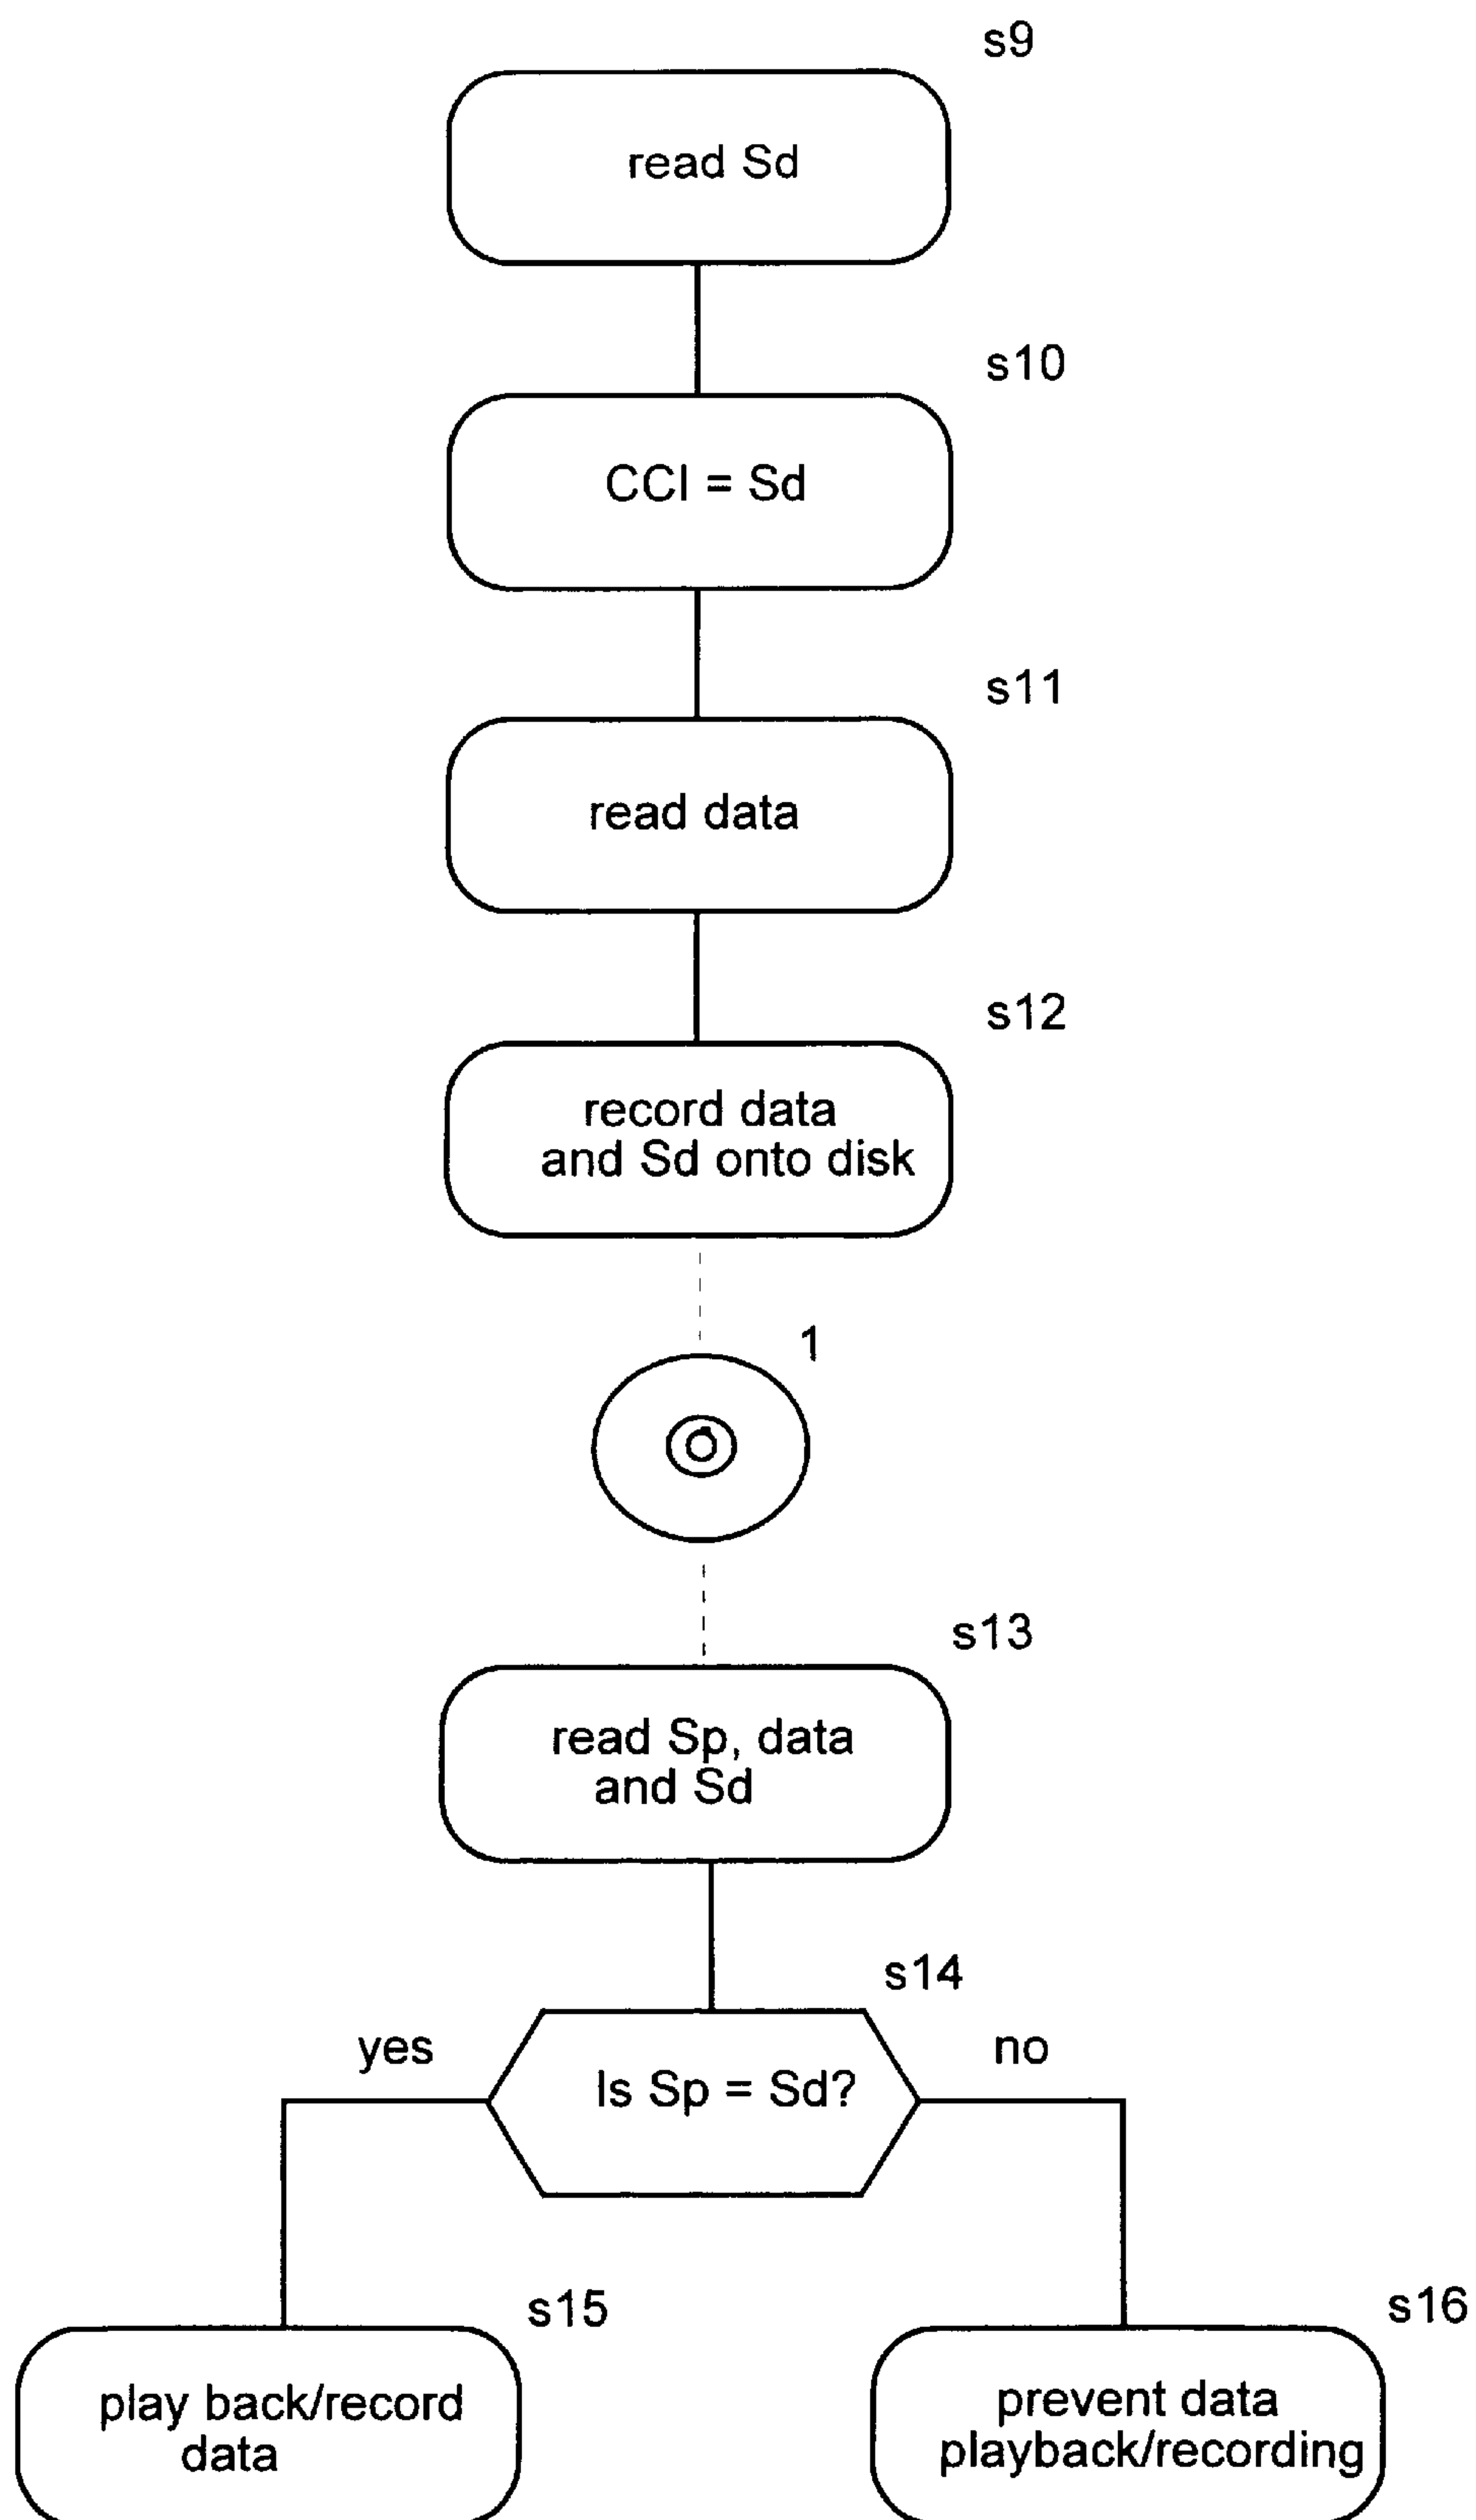 s9
read Sd
s10
CCI = Sd
s11
read data
s12
record data
and Sd onto disk
1
s13
read Sp, data
and Sd
s14
yes
no
Is Sp = Sd?
s15
s16
play back/record
data
prevent data
playback/recording